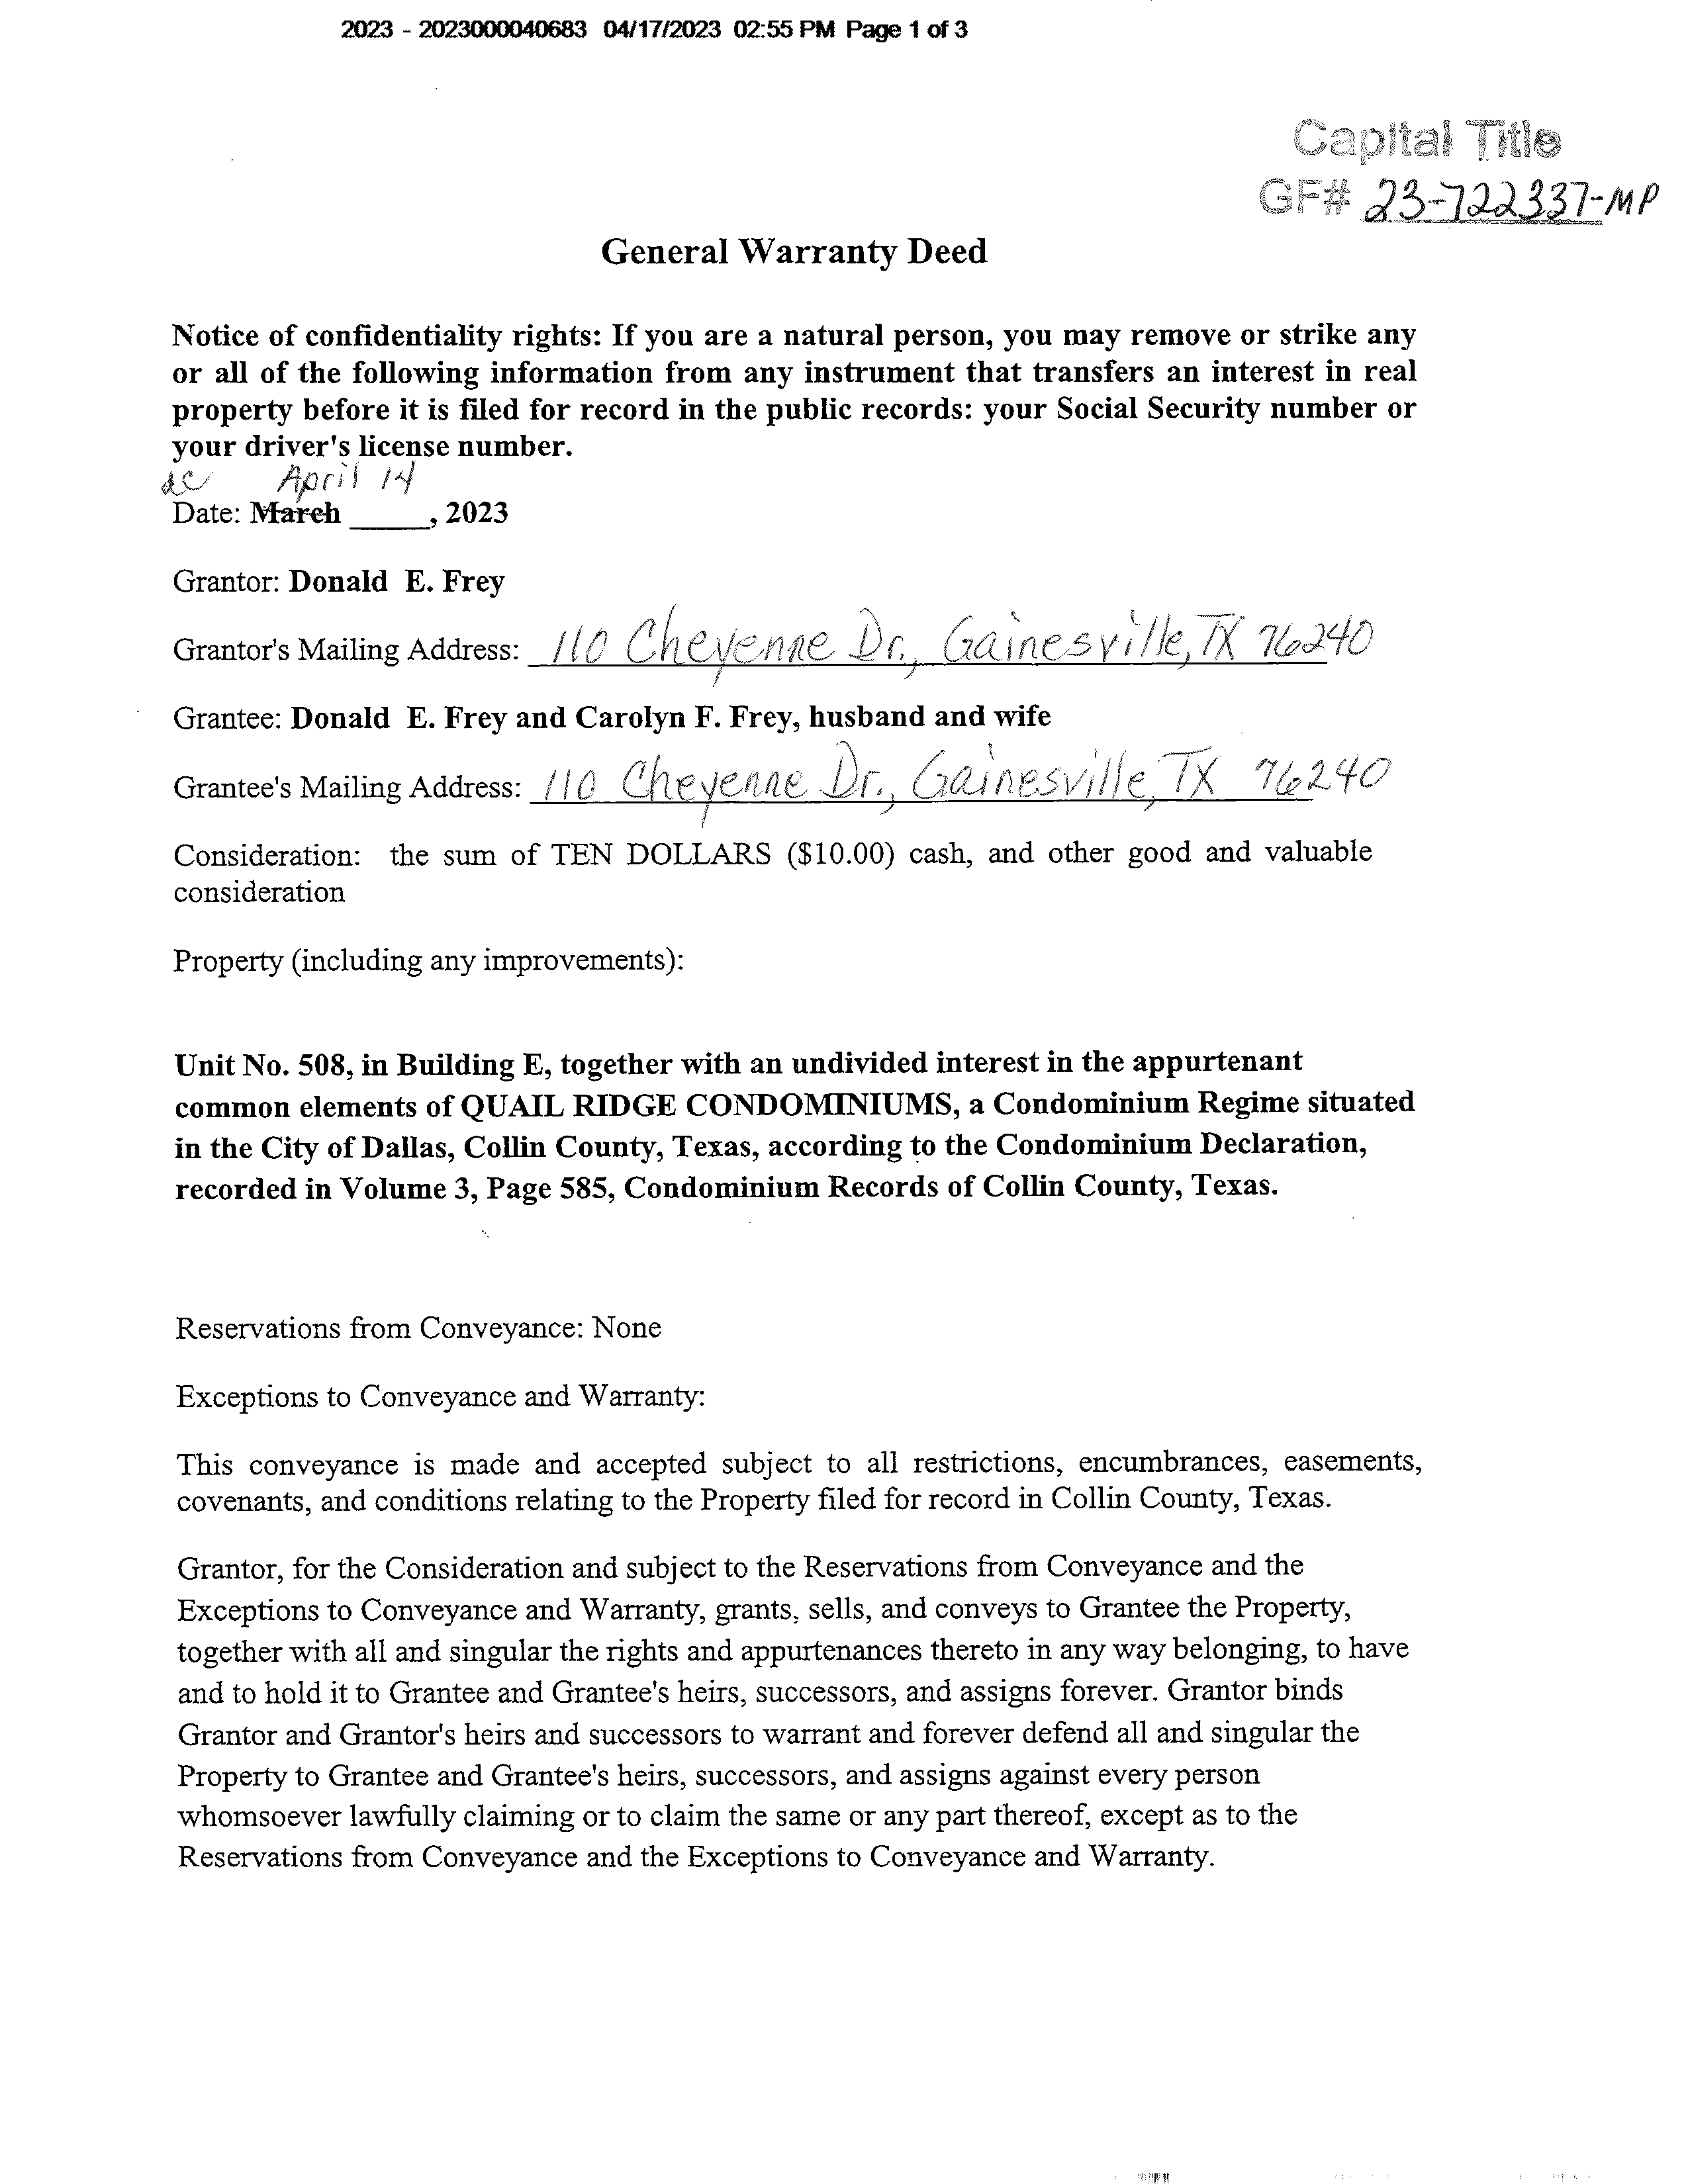 2023 - 2023000040683 04/17/2023 02:55 PM Page 1 of 3
Capital Title
GF# 23-722337-MP
General Warranty Deed
Notice of confidentiality rights: If you are a natural person, you may remove or strike any
or all of the following information from any instrument that transfers an interest in real
property before it is filed for record in the public records: your Social Security number or
your driver's license number.
April 14
Date: March _____, 2023
Grantor: Donald E. Frey
Grantor's Mailing Address: 110 Cheyenne Dr., Gainesville, TX 76240
Grantee: Donald E. Frey and Carolyn F. Frey, husband and wife
Grantee's Mailing Address: 110 Cheyenne Dr., Gainesville, TX 76240
Consideration: the sum of TEN DOLLARS ($10.00) cash, and other good and valuable
consideration
Property (including any improvements):
Unit No. 508, in Building E, together with an undivided interest in the appurtenant
common elements of QUAIL RIDGE CONDOMINIUMS, a Condominium Regime situated
in the City of Dallas, Collin County, Texas, according to the Condominium Declaration,
recorded in Volume 3, Page 585, Condominium Records of Collin County, Texas.
Reservations from Conveyance: None
Exceptions to Conveyance and Warranty:
This conveyance is made and accepted subject to all restrictions, encumbrances, easements,
covenants, and conditions relating to the Property filed for record in Collin County, Texas.
Grantor, for the Consideration and subject to the Reservations from Conveyance and the
Exceptions to Conveyance and Warranty, grants, sells, and conveys to Grantee the Property,
together with all and singular the rights and appurtenances thereto in any way belonging, to have
and to hold it to Grantee and Grantee's heirs, successors, and assigns forever. Grantor binds
Grantor and Grantor's heirs and successors to warrant and forever defend all and singular the
Property to Grantee and Grantee's heirs, successors, and assigns against every person
whomsoever lawfully claiming or to claim the same or any part thereof, except as to the
Reservations from Conveyance and the Exceptions to Conveyance and Warranty.